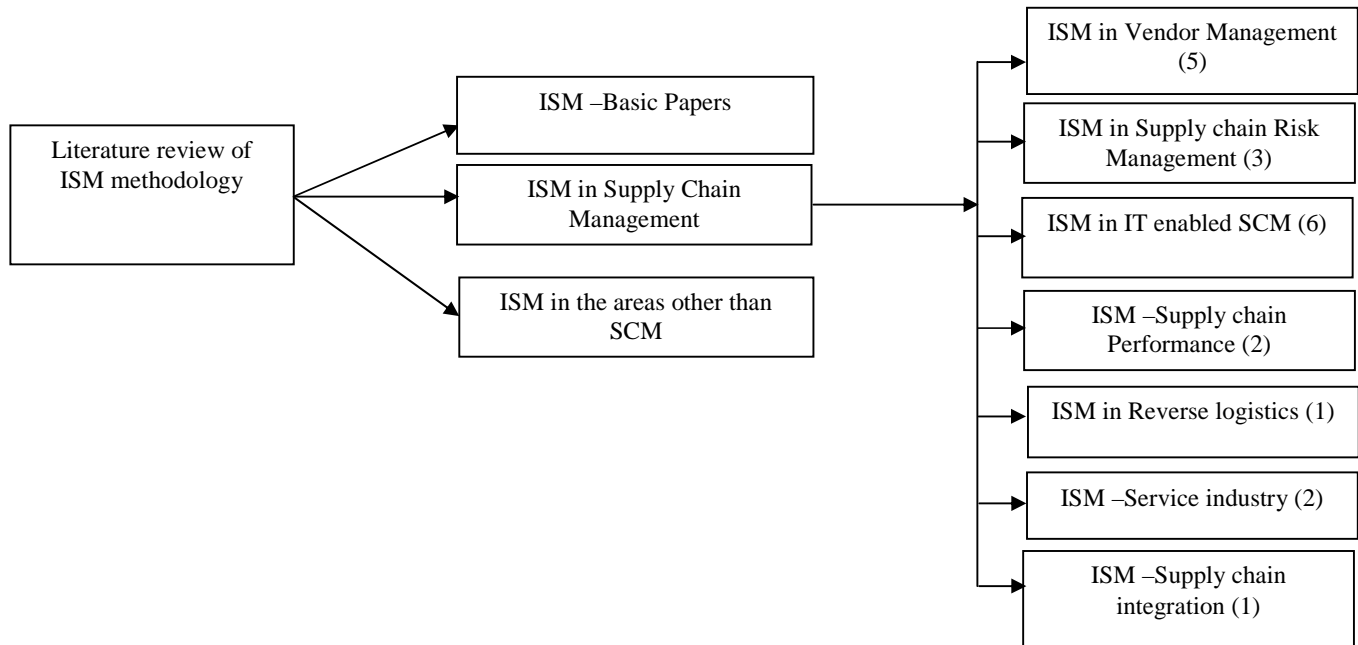 Literature review of
ISM methodology
ISM –Basic Papers
ISM in Supply Chain
Management
ISM in the areas other than
SCM
ISM in Vendor Management
(5)
ISM in Supply chain Risk
Management (3)
ISM in IT enabled SCM (6)
ISM –Supply chain
Performance (2)
ISM in Reverse logistics (1)
ISM –Service industry (2)
ISM –Supply chain
integration (1)